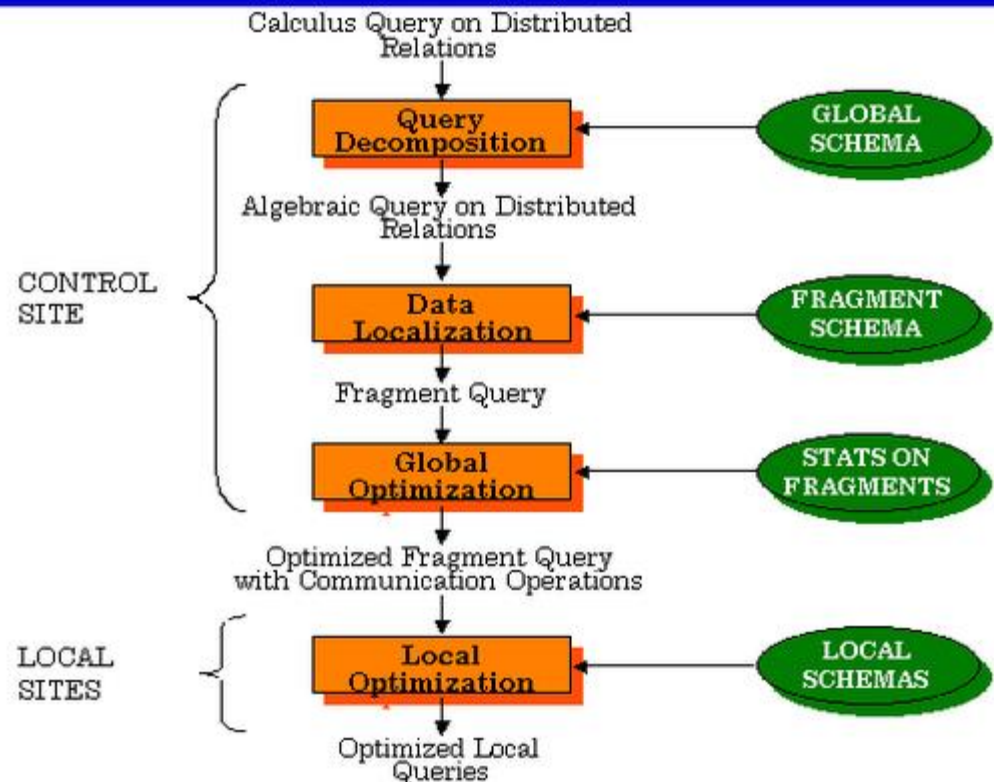 Calculus Query on Distributed
Relations
Query
Decomposition
GLOBAL
SCHEMA
Algebraic Query on Distributed
Relations
CONTROL
SITE
Data
Localization
FRAGMENT
SCHEMA
Fragment Query
Global
Optimization
STATS ON
FRAGMENTS
Optimized Fragment Query
with Communication Operations
LOCAL
SITES
Local
Optimization
LOCAL
SCHEMAS
Optimized Local
Queries